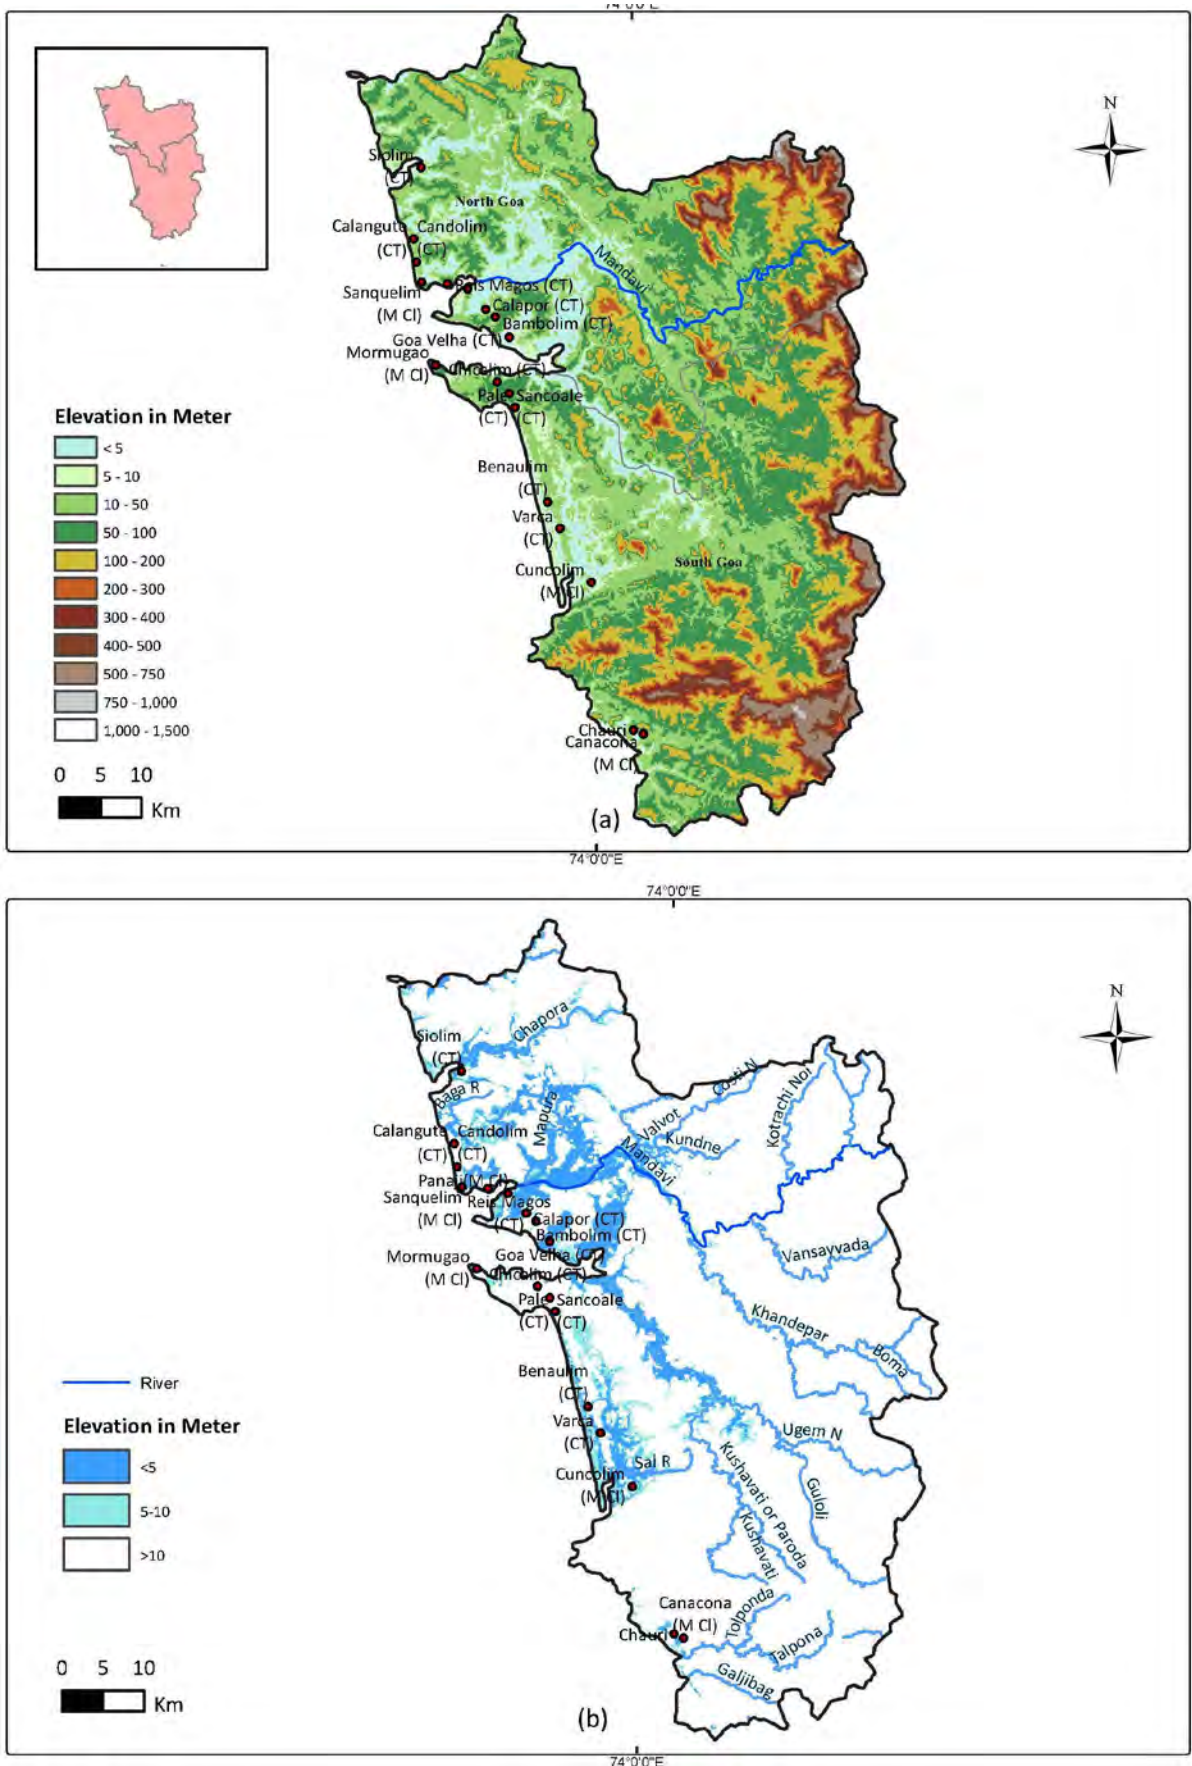 74°0'0"E
N
Siolim
(CT)
North Goa
Calangute Candolim
(CT) (CT)
Mandavi
Sanquelim
(M Cl)
Reis Magos (CT)
Calapor (CT)
Bambolim (CT)
Goa Velha (CT)
Mormugao
(M Cl)
Chicolim (CT)
Pale Sancoale
(CT) (CT)
Elevation in Meter
< 5
5 - 10
10 - 50
50 - 100
100 - 200
200 - 300
300 - 400
400- 500
500 - 750
750 - 1,000
1,000 - 1,500
Benaulim
(CT)
Varca
(CT)
Cuncolim
(M Cl)
South Goa
Chauri
Canacona
(M Cl)
0 5 10
Km
(a)
74°0'0"E
74°0'0"E
N
Siolim
(CT)
Chapora
Baga R
Mapura
Costi N
Valvot
Kundne
Kotrachi Noi
Calangute Candolim
(CT) (CT)
Mandavi
Panaji (M Cl)
Sanquelim
(M Cl)
Reis Magos
(CT)
Calapor (CT)
Bambolim (CT)
Goa Velha (CT)
Mormugao
(M Cl)
Chicolim (CT)
Pale Sancoale
(CT) (CT)
Vansayvada
Khandepar
Boma
Benaulim
(CT)
Varca
(CT)
Cuncolim
(M Cl)
Sal R
Ugem N
Guloli
Kushavati or Paroda
Kushavati
River
Elevation in Meter
<5
5-10
>10
Canacona
(M Cl)
Chauri
Tolponda
Talpona
Galjibag
0 5 10
Km
(b)
74°0'0"E